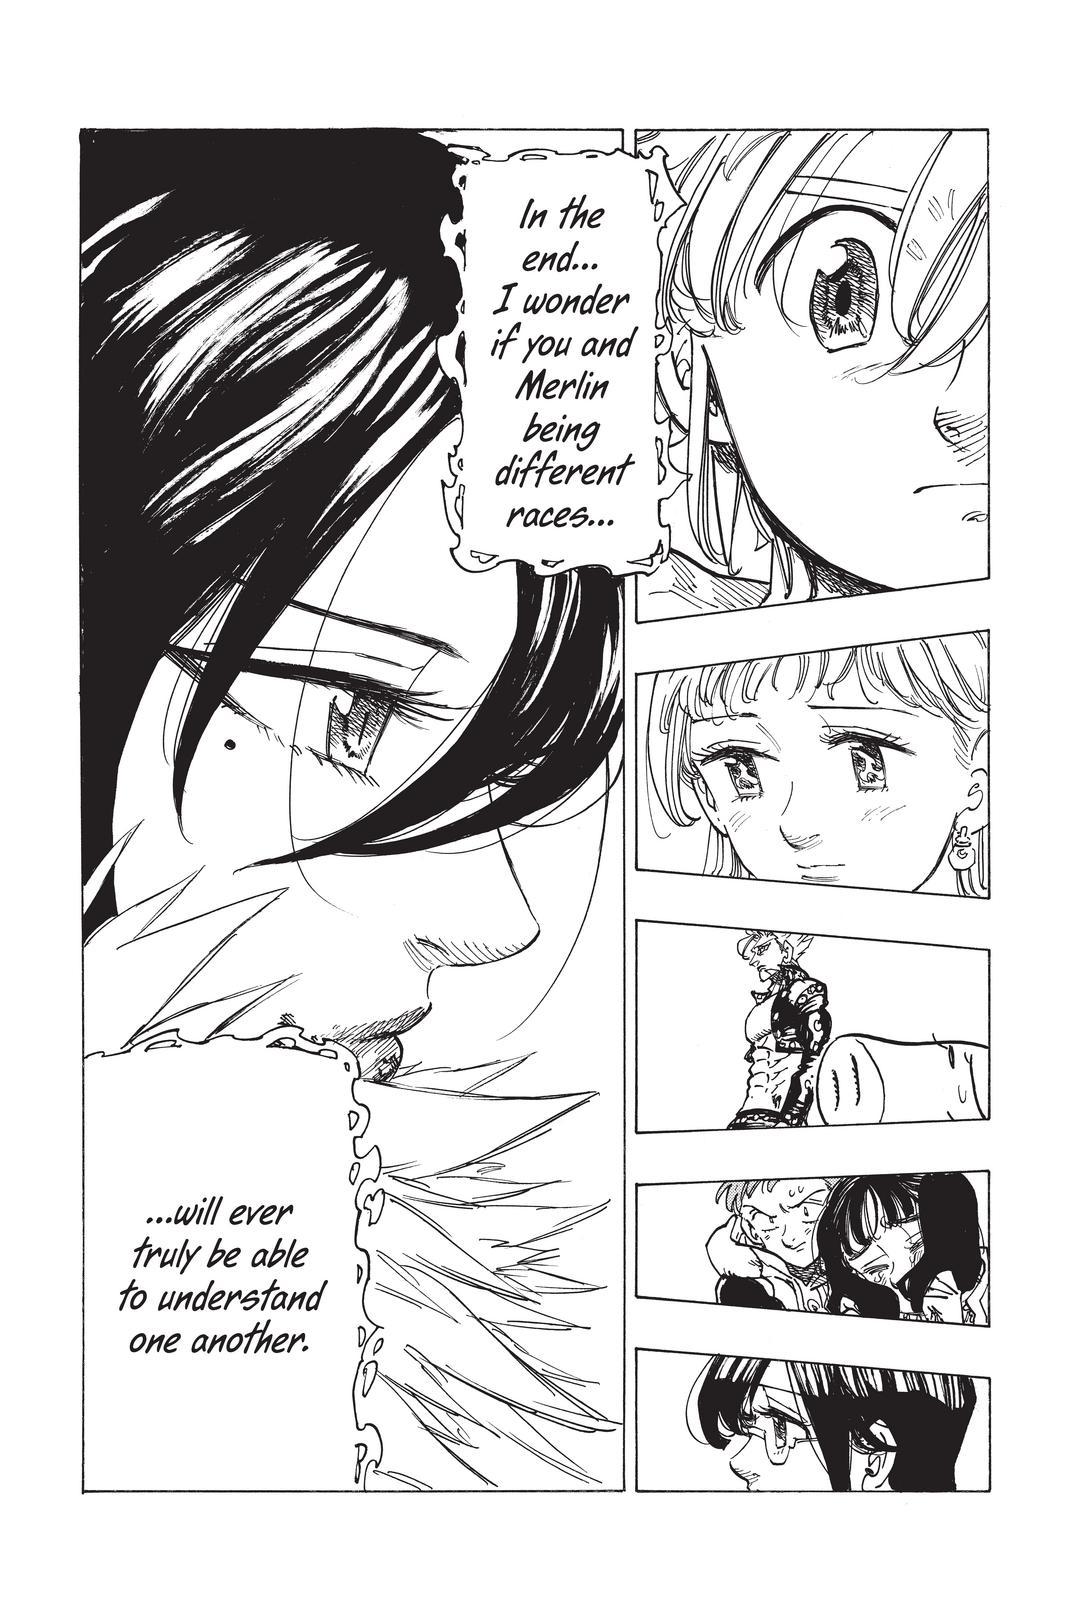 In the
end...
I wonder
if you and
Merlin
being
different
races...
...will ever
truly be able
to understand
one another.